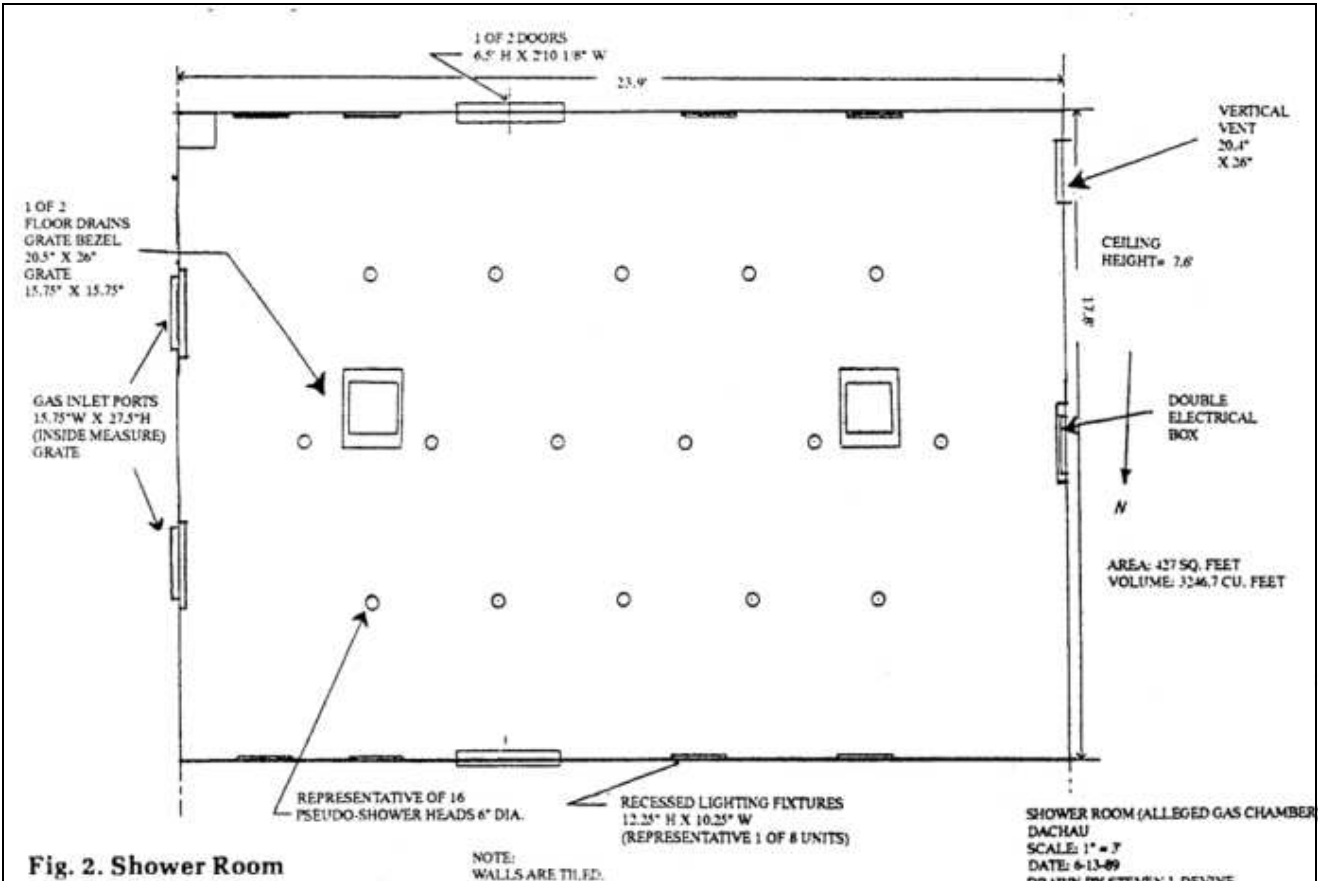 1 OF 2 DOORS
6.5' H X 2'10 1/8" W
23.9'
VERTICAL
VENT
20.4"
X 26"
1 OF 2
FLOOR DRAINS
GRATE BEZEL
20.5" X 26"
GRATE
15.75" X 15.75"
CEILING
HEIGHT= 7.6'
17.8'
GAS INLET PORTS
15.75"W X 27.5"H
(INSIDE MEASURE)
GRATE
DOUBLE
ELECTRICAL
BOX
N
AREA: 427 SQ. FEET
VOLUME: 3246.7 CU. FEET
REPRESENTATIVE OF 16
PSEUDO-SHOWER HEADS 6" DIA.
RECESSED LIGHTING FIXTURES
12.25" H X 10.25" W
(REPRESENTATIVE 1 OF 8 UNITS)
SHOWER ROOM (ALLEGED GAS CHAMBER
DACHAU
SCALE: 1" = 3'
DATE: 6-13-89
DRAWN BY STEVEN J. DEVINE
Fig. 2. Shower Room
NOTE:
WALLS ARE TILED.